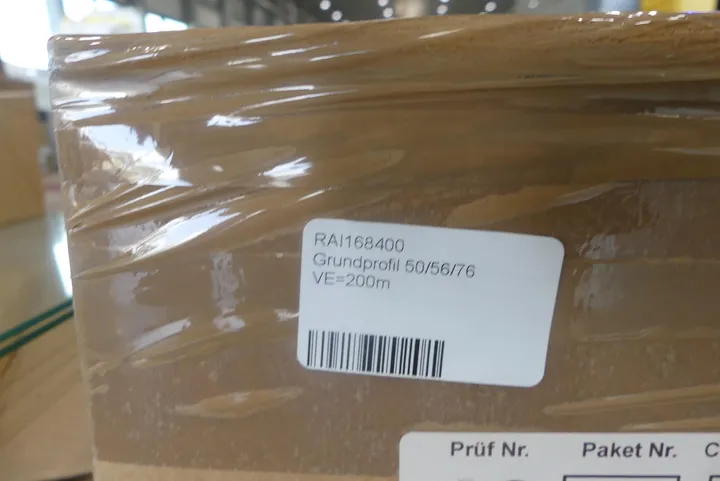 RAI168400
Grundprofil 50/56/76
VE=200m
Prüf Nr. Paket Nr.